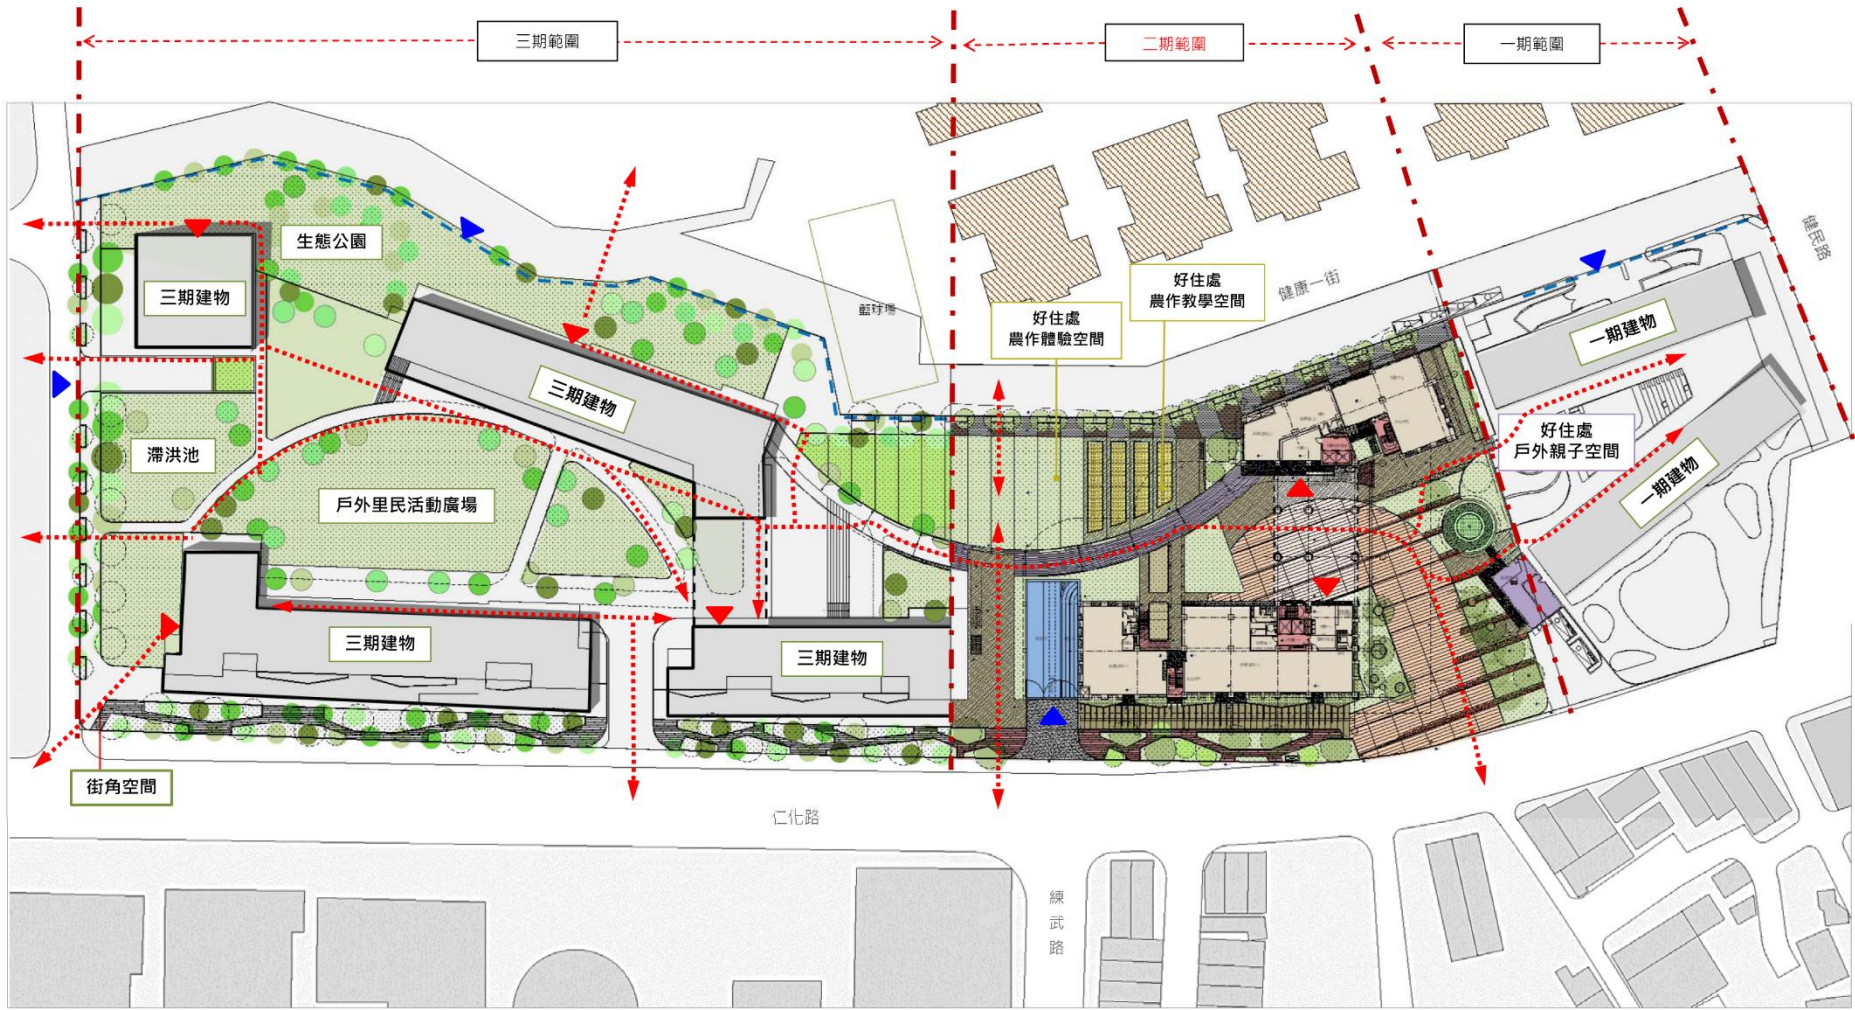 三期範圍
二期範圍
一期範圍
健民路
生態公園
好住處
農作教學空間
健康一街
三期建物
籃球場
好住處
農作體驗空間
一期建物
三期建物
好住處
戶外親子空間
滯洪池
一期建物
戶外里民活動廣場
三期建物
三期建物
街角空間
仁化路
練武路